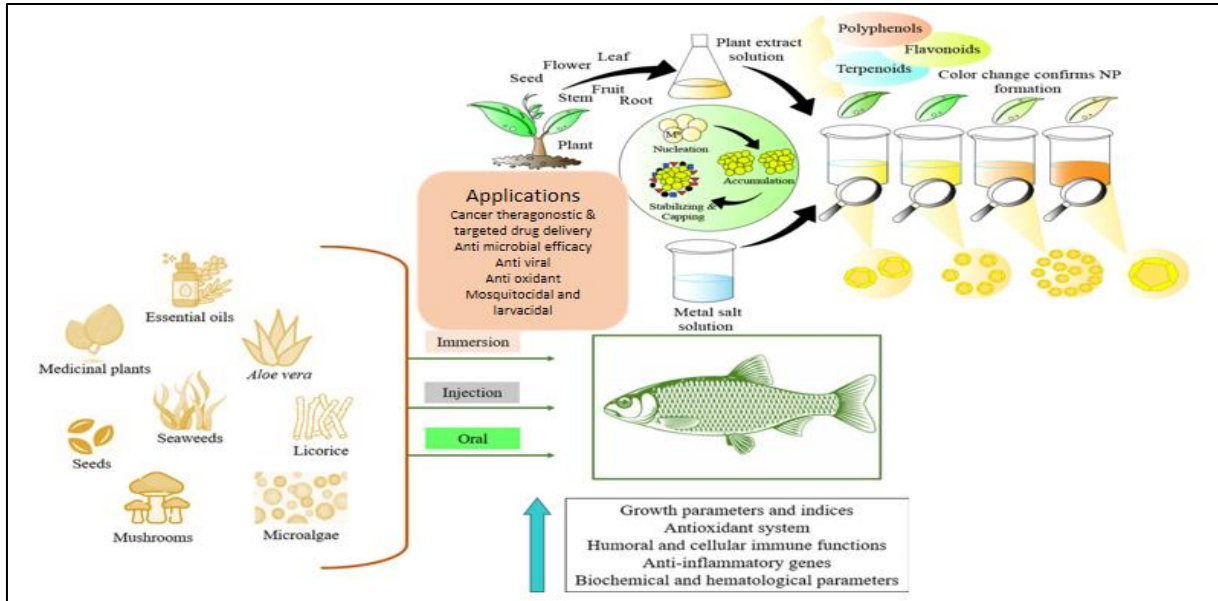 Polyphenols
Flavonoids
Terpenoids
Plant extract
solution
Color change confirms NP
formation
Leaf
Flower
Seed
Stem
Fruit
Root
Plant
M⁰
Nucleation
Accumulation
Stabilizing &
Capping
Metal salt
solution
Applications
Cancer theragonostic &
targeted drug delivery
Anti microbial efficacy
Anti viral
Anti oxidant
Mosquitocidal and
larvacidal
Essential oils
Medicinal plants
Aloe vera
Seaweeds
Seeds
Licorice
Mushrooms
Microalgae
Immersion
Injection
Oral
Growth parameters and indices
Antioxidant system
Humoral and cellular immune functions
Anti-inflammatory genes
Biochemical and hematological parameters